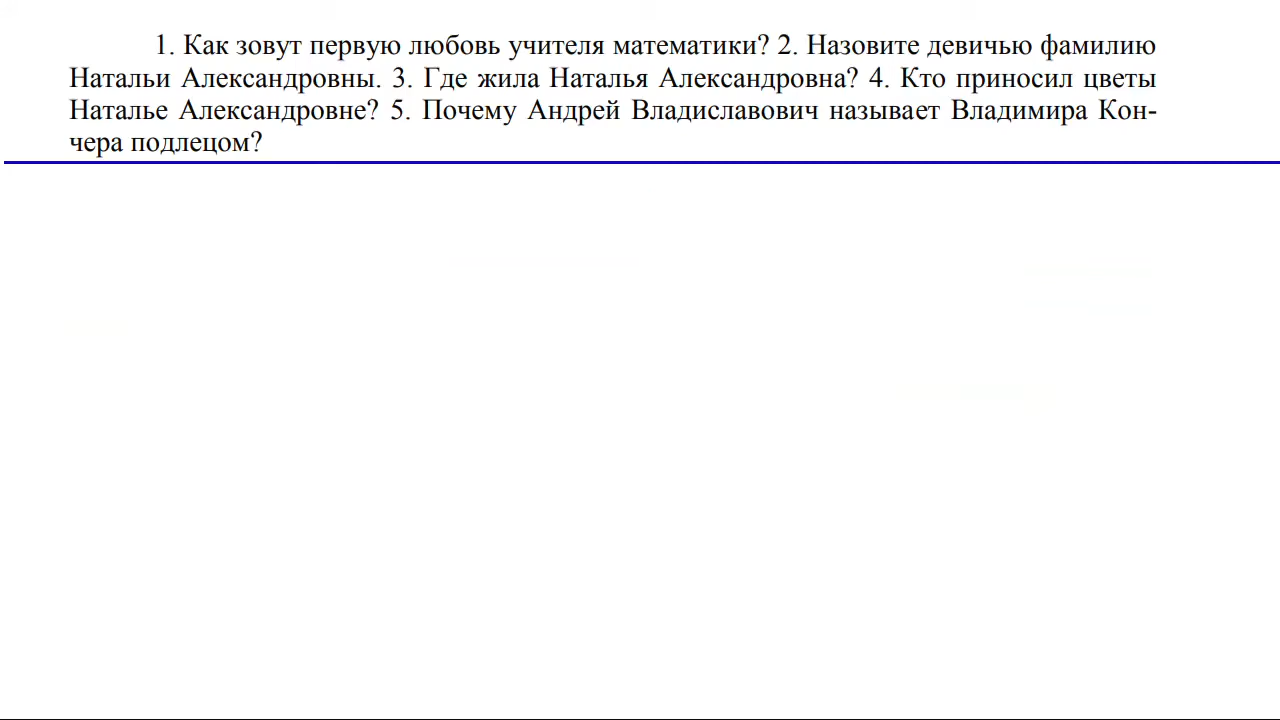 1. Как зовут первую любовь учителя математики? 2. Назовите девичью фамилию
Натальи Александровны. 3. Где жила Наталья Александровна? 4. Кто приносил цветы
Наталье Александровне? 5. Почему Андрей Владиславович называет Владимира Кон-
чера подлецом?